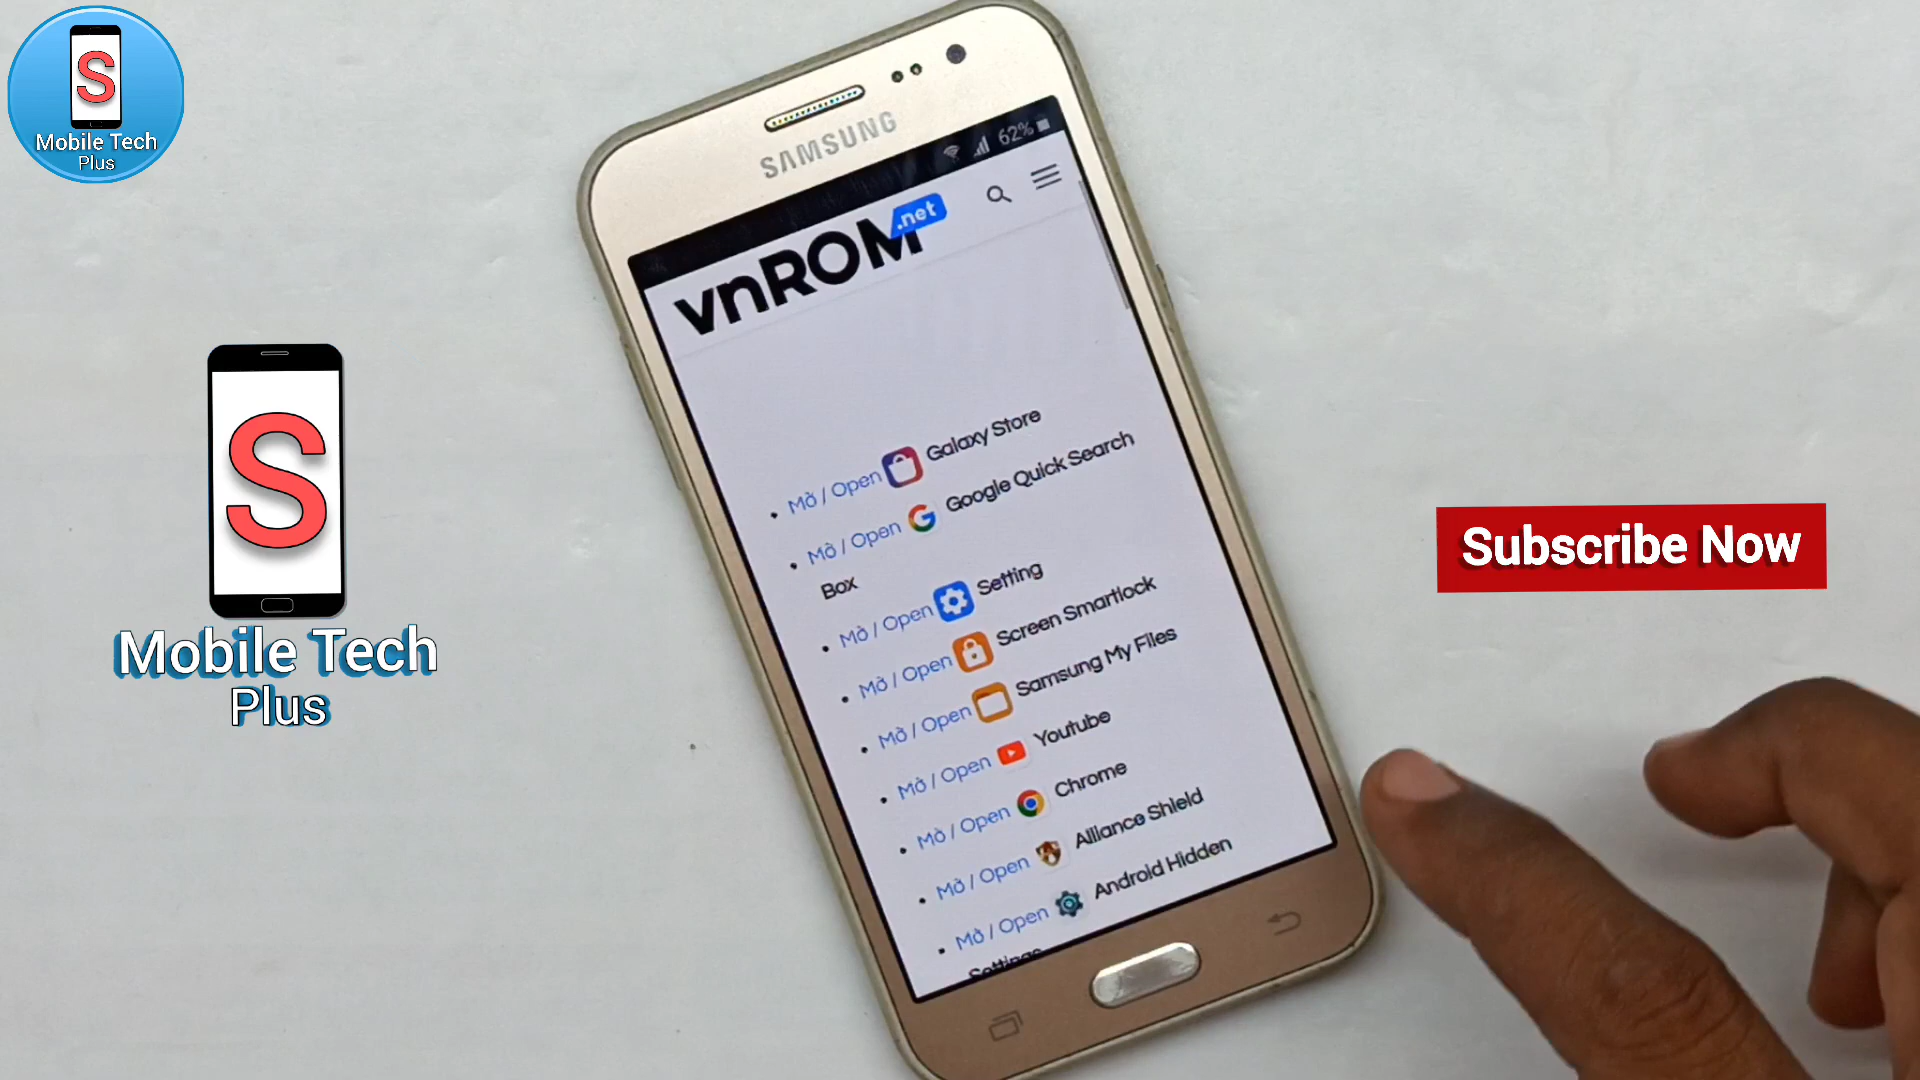 S
Mobile Tech
Plus
SAMSUNG
62%
vnROM.net
Mở / Open Galaxy Store
Mở / Open Google Quick Search
Box
Mở / Open Setting
Mở / Open Screen Smartlock
Mở / Open Samsung My Files
Mở / Open Youtube
Mở / Open Chrome
Mở / Open Alliance Shield
Mở / Open Android Hidden
Settings
S
Mobile Tech
Plus
Subscribe Now